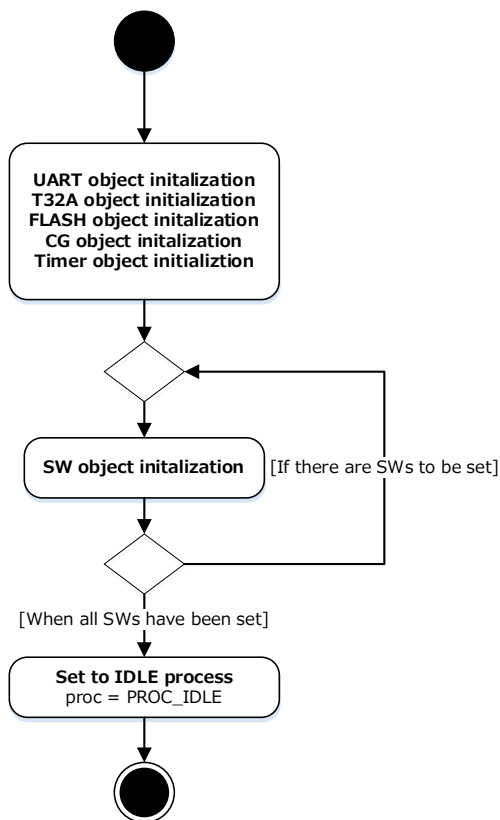 UART object initalization
T32A object initialization
FLASH object initalization
CG object initalization
Timer object initializtion
SW object initalization
[If there are SWs to be set]
[When all SWs have been set]
Set to IDLE process
proc = PROC_IDLE